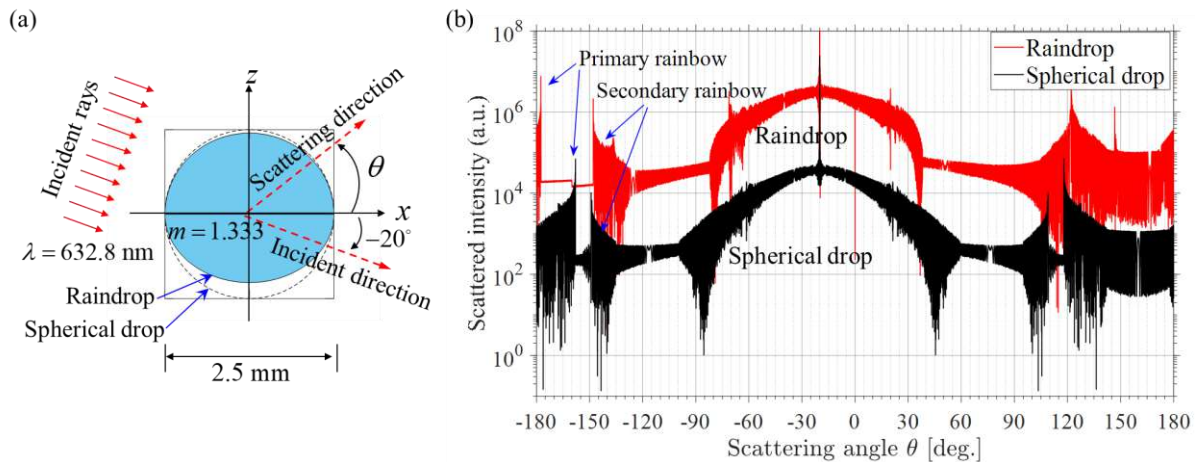 (a)
z
Incident rays
Scattering direction
θ
x
m = 1.333
−20°
λ = 632.8 nm
Incident direction
Raindrop
Spherical drop
2.5 mm
(b)
Scattered intensity (a.u.)
10^8
10^6
10^4
10^2
10^0
Primary rainbow
Secondary rainbow
Raindrop
Spherical drop
Raindrop
Spherical drop
-180 -150 -120 -90 -60 -30 0 30 60 90 120 150 180
Scattering angle θ [deg.]